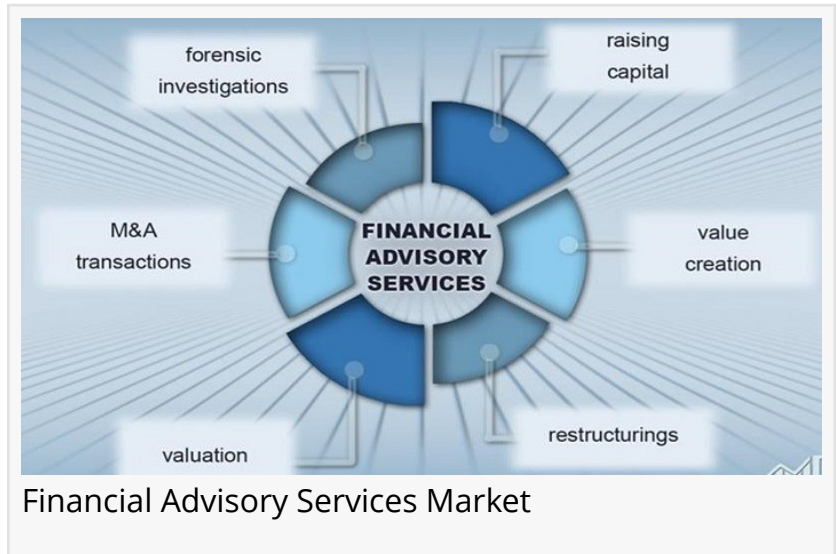 forensic
investigations
raising
capital
M&A
transactions
FINANCIAL
ADVISORY
SERVICES
value
creation
valuation
restructurings
Financial Advisory Services Market